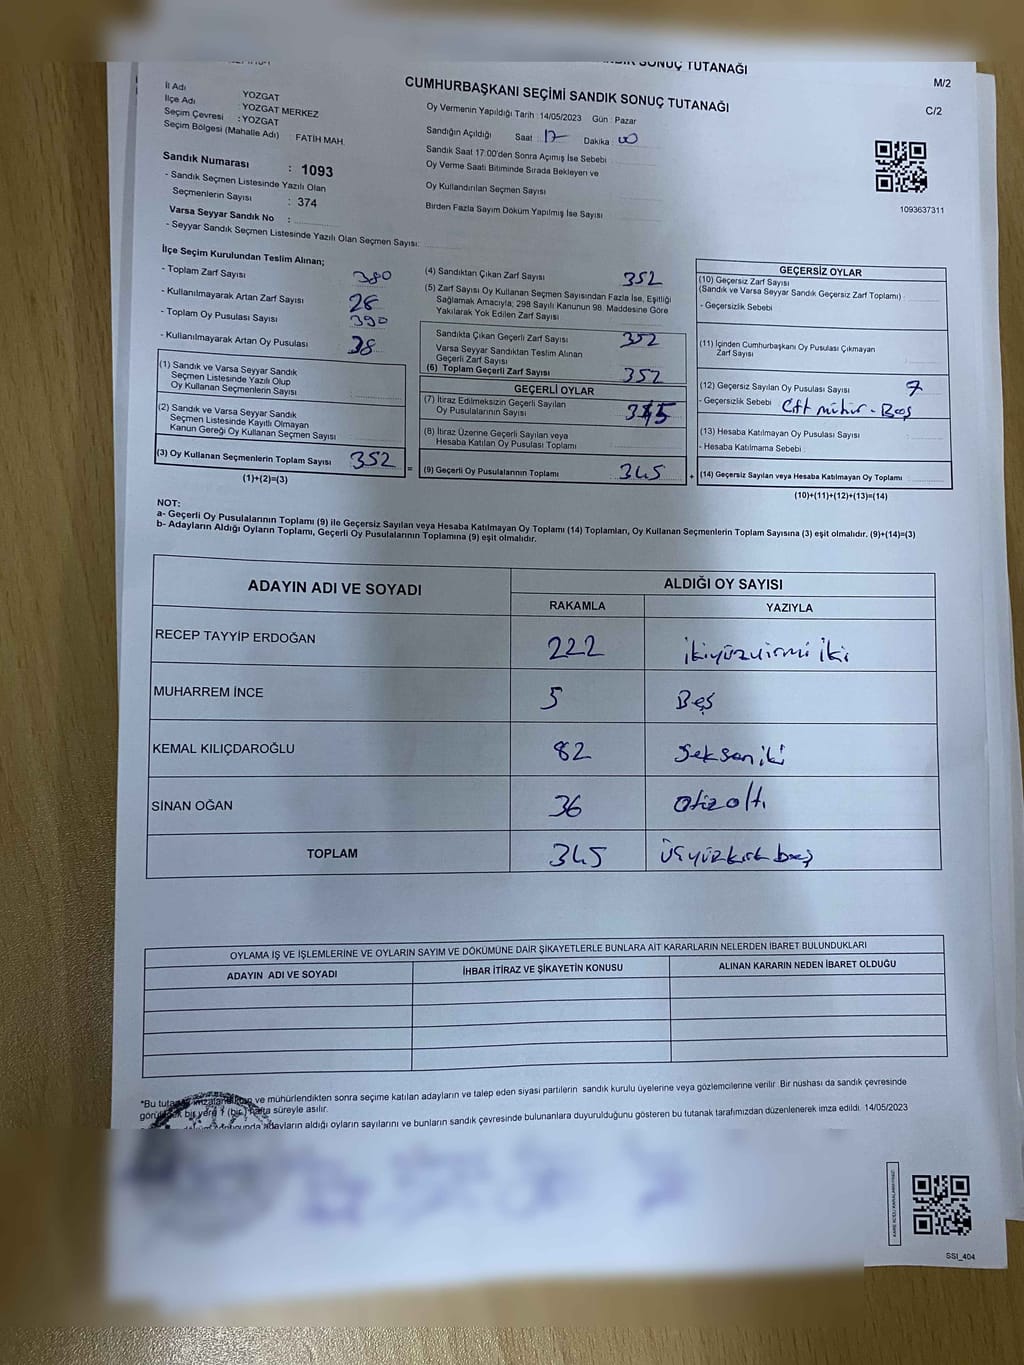 SONUÇ TUTANAĞI
CUMHURBAŞKANI SEÇİMİ SANDIK SONUÇ TUTANAĞI
M/2
C/2
İl Adı YOZGAT
İlçe Adı : YOZGAT MERKEZ
Seçim Çevresi : YOZGAT
Seçim Bölgesi (Mahalle Adı) : FATİH MAH.
Oy Vermenin Yapıldığı Tarih : 14/05/2023 Gün : Pazar
Sandığın Açıldığı Saat : 17 Dakika : 00
Sandık Saat 17:00'den Sonra Açımış İse Sebebi
Oy Verme Saati Bitiminde Sırada Bekleyen ve
Oy Kullandırılan Seçmen Sayısı
Birden Fazla Sayım Döküm Yapılmış İse Sayısı
1093637311
Sandık Numarası : 1093
- Sandık Seçmen Listesinde Yazılı Olan
Seçmenlerin Sayısı : 374
Varsa Seyyar Sandık No :
- Seyyar Sandık Seçmen Listesinde Yazılı Olan Seçmen Sayısı:
İlçe Seçim Kurulundan Teslim Alınan;
- Toplam Zarf Sayısı 380
- Kullanılmayarak Artan Zarf Sayısı 28
- Toplam Oy Pusulası Sayısı 390
- Kullanılmayarak Artan Oy Pusulası 38
(1) Sandık ve Varsa Seyyar Sandık
Seçmen Listesinde Yazılı Olup
Oy Kullanan Seçmenlerin Sayısı
(2) Sandık ve Varsa Seyyar Sandık
Seçmen Listesinde Kayıtlı Olmayan
Kanun Gereği Oy Kullanan Seçmen Sayısı
(3) Oy Kullanan Seçmenlerin Toplam Sayısı 352
(1)+(2)=(3)
(4) Sandıktan Çıkan Zarf Sayısı 352
(5) Zarf Sayısı Oy Kullanan Seçmen Sayısından Fazla İse, Eşitliği
Sağlamak Amacıyla; 298 Sayılı Kanunun 98. Maddesine Göre
Yakılarak Yok Edilen Zarf Sayısı
Sandıkta Çıkan Geçerli Zarf Sayısı 352
Varsa Seyyar Sandıktan Teslim Alınan
Geçerli Zarf Sayısı
(6) Toplam Geçerli Zarf Sayısı 352
GEÇERLİ OYLAR
(7) İtiraz Edilmeksizin Geçerli Sayılan
Oy Pusulalarının Sayısı 345
(8) İtiraz Üzerine Geçerli Sayılan veya
Hesaba Katılan Oy Pusulası Toplamı
= (9) Geçerli Oy Pusulalarının Toplamı 345
GEÇERSİZ OYLAR
(10) Geçersiz Zarf Sayısı
(Sandık ve Varsa Seyyar Sandık Geçersiz Zarf Toplamı)
- Geçersizlik Sebebi
(11) İçinden Cumhurbaşkanı Oy Pusulası Çıkmayan
Zarf Sayısı
(12) Geçersiz Sayılan Oy Pusulası Sayısı 7
- Geçersizlik Sebebi Çift mühür - Boş
(13) Hesaba Katılmayan Oy Pusulası Sayısı
- Hesaba Katılmama Sebebi :
+ (14) Geçersiz Sayılan veya Hesaba Katılmayan Oy Toplamı
(10)+(11)+(12)+(13)=(14)
NOT:
a- Geçerli Oy Pusulalarının Toplamı (9) ile Geçersiz Sayılan veya Hesaba Katılmayan Oy Toplamı (14) Toplamları, Oy Kullanan Seçmenlerin Toplam Sayısına (3) eşit olmalıdır. (9)+(14)=(3)
b- Adayların Aldığı Oyların Toplamı, Geçerli Oy Pusulalarının Toplamına (9) eşit olmalıdır.
ADAYIN ADI VE SOYADI ALDIĞI OY SAYISI
RAKAMLA YAZIYLA
RECEP TAYYİP ERDOĞAN 222 ikiyüzyirmi iki
MUHARREM İNCE 5 Beş
KEMAL KILIÇDAROĞLU 82 Seksen iki
SİNAN OĞAN 36 Otuz altı
TOPLAM 345 üçyüzkırk beş
OYLAMA İŞ VE İŞLEMLERİNE VE OYLARIN SAYIM VE DÖKÜMÜNE DAİR ŞİKAYETLERLE BUNLARA AİT KARARLARIN NELERDEN İBARET BULUNDUKLARI
ADAYIN ADI VE SOYADI İHBAR İTİRAZ VE ŞİKAYETİN KONUSU ALINAN KARARIN NEDEN İBARET OLDUĞU
*Bu tutanak imzalandıktan ve mühürlendikten sonra seçime katılan adayların ve talep eden siyasi partilerin sandık kurulu üyelerine veya gözlemcilerine verilir. Bir nüshası da sandık çevresinde
görülecek bir yere 1 (bir) hafta süreyle asılır.
adayların aldığı oyların sayılarını ve bunların sandık çevresinde bulunanlara duyurulduğunu gösteren bu tutanak tarafımızdan düzenlenerek imza edildi. 14/05/2023
SSI_404